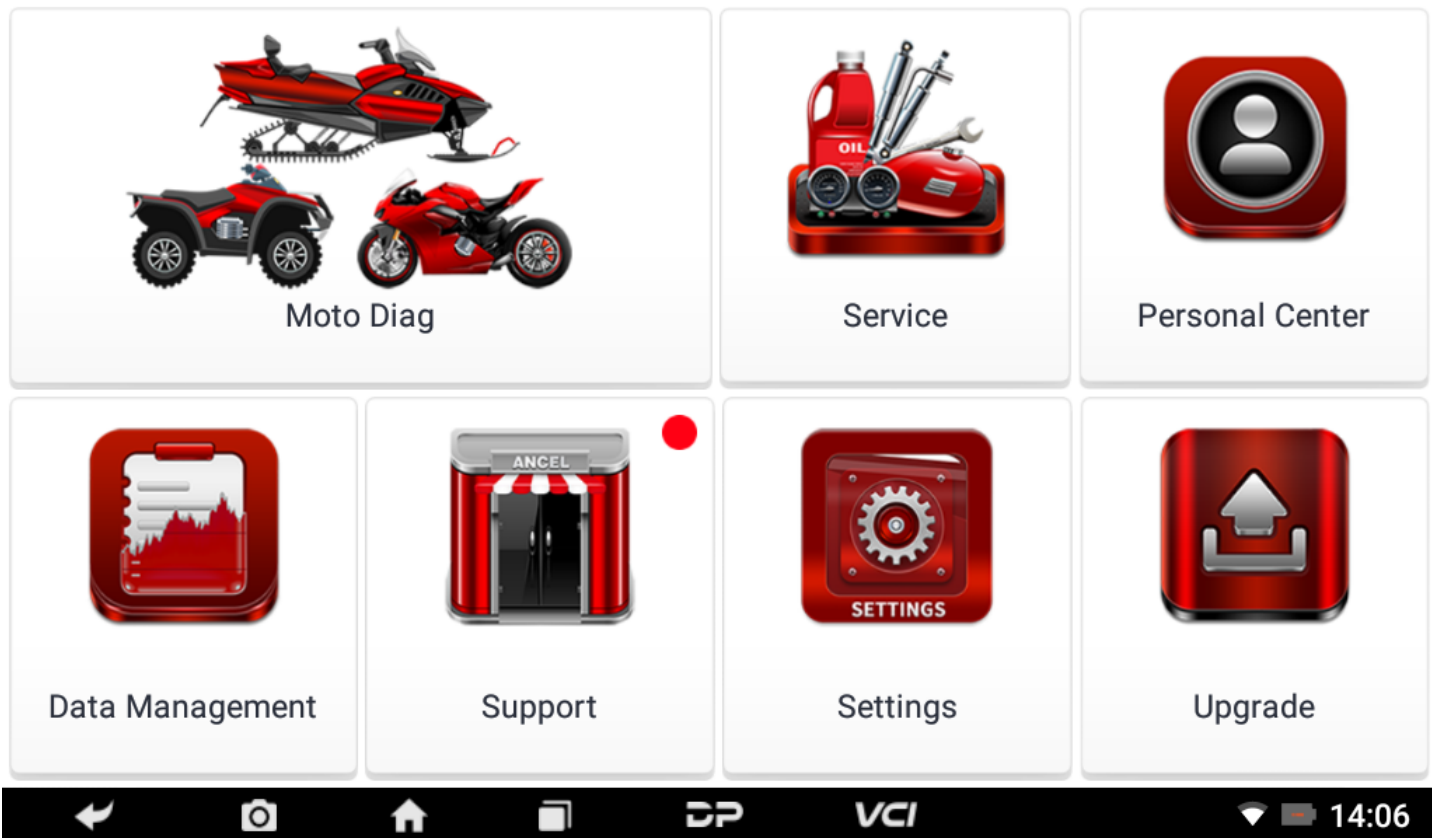 OIL
Moto Diag
Service
Personal Center
ANCEL
SETTINGS
Data Management
Support
Settings
Upgrade
DP
VCI
14:06